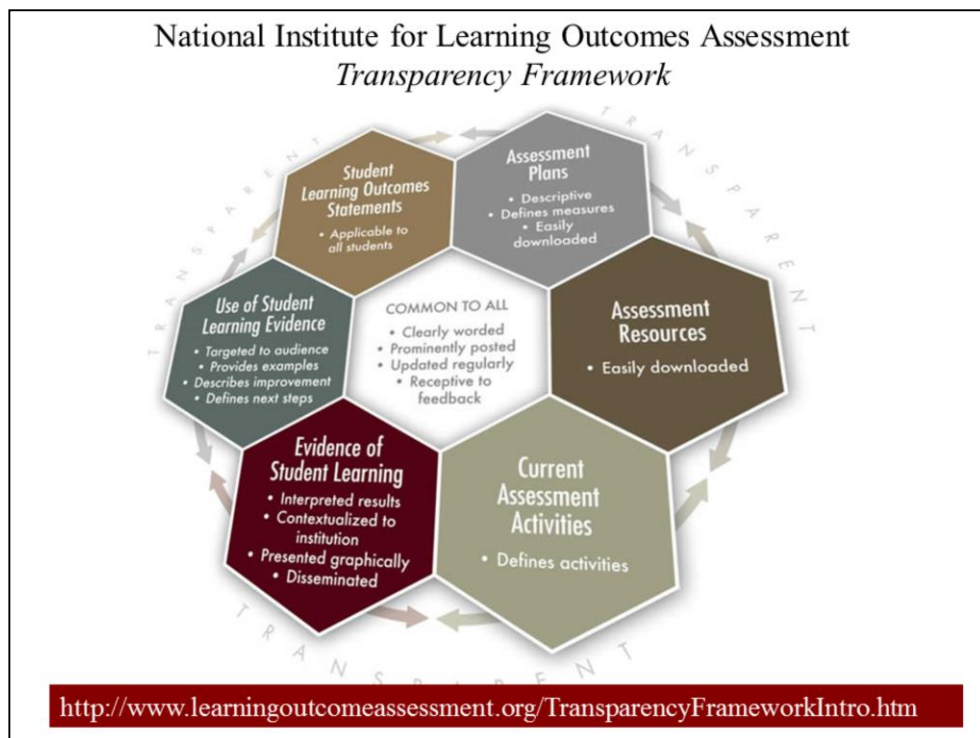 National Institute for Learning Outcomes Assessment
Transparency Framework
TRANSPARENT
TRANSPARENT
Student
Learning Outcomes
Statements
• Applicable to
all students
Assessment
Plans
• Descriptive
• Defines measures
• Easily
downloaded
Use of Student
Learning Evidence
• Targeted to audience
• Provides examples
• Describes improvement
• Defines next steps
COMMON TO ALL
• Clearly worded
• Prominently posted
• Updated regularly
• Receptive to
feedback
Assessment
Resources
• Easily downloaded
Evidence of
Student Learning
• Interpreted results
• Contextualized to
institution
• Presented graphically
• Disseminated
Current
Assessment
Activities
• Defines activities
TRANSPARENT
http://www.learningoutcomeassessment.org/TransparencyFrameworkIntro.htm